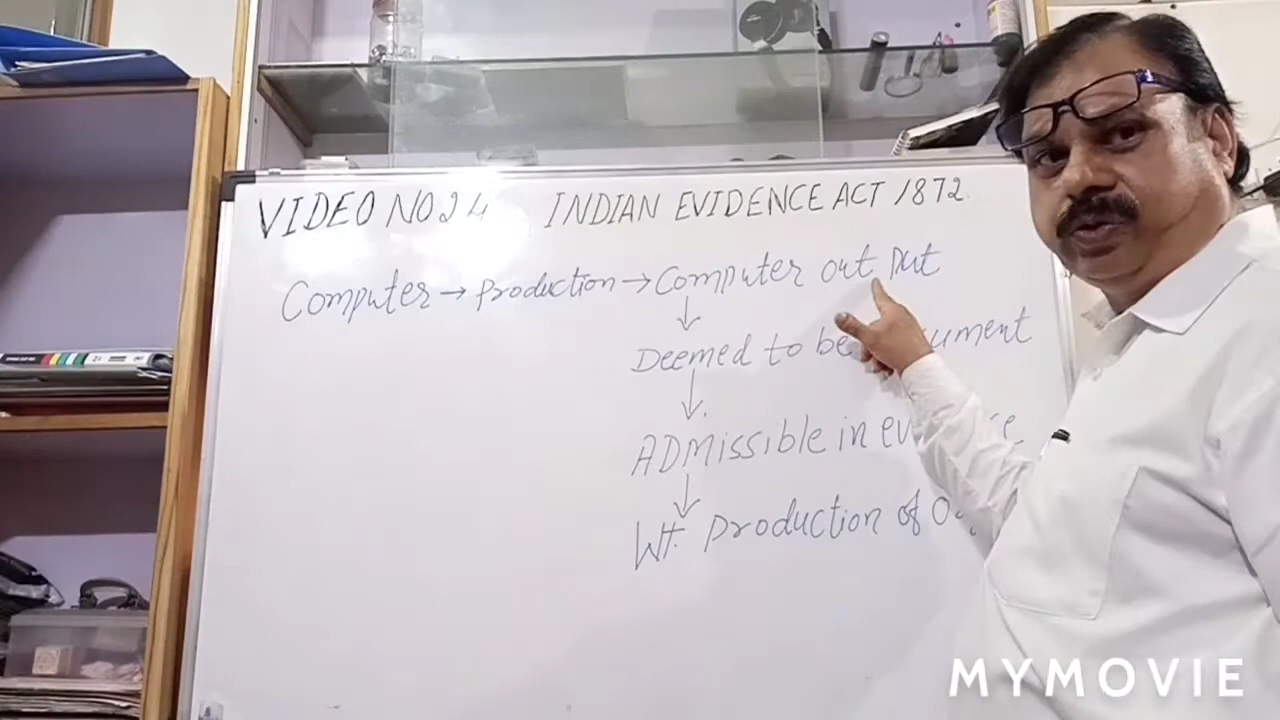 VIDEO NO 24 INDIAN EVIDENCE ACT 1872.
Computer → production → Computer out put
↓
Deemed to be
↓
ADMissible in
↓
Wt. production of
MYMOVIE